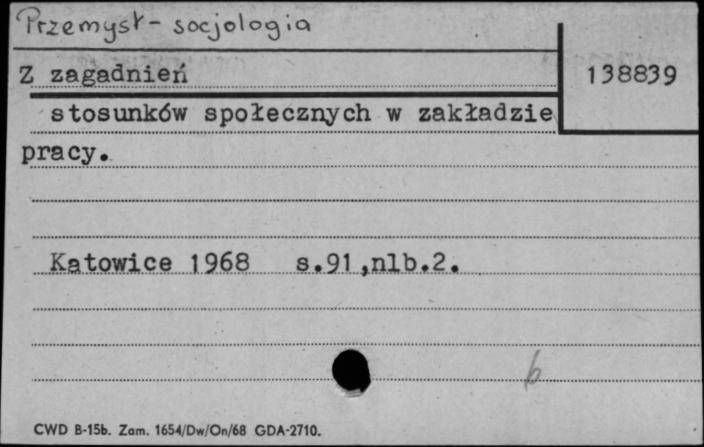 Przemysł - socjologia
Z zagadnień
138839
stosunków społecznych w zakładzie
pracy.
Katowice 1968 s.91,nlb.2.
b
CWD B-15b. Zam. 1654/Dw/On/68 GDA-2710.